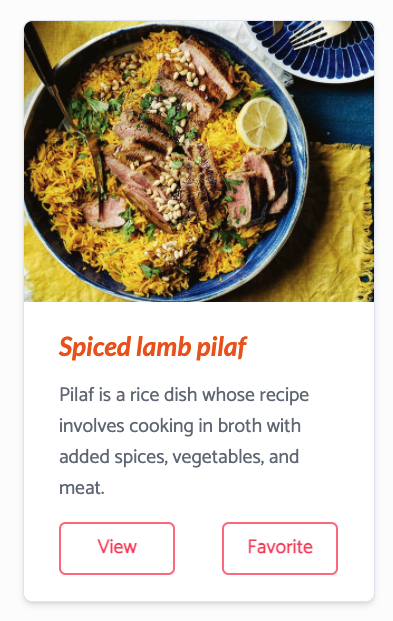 Spiced lamb pilaf
Pilaf is a rice dish whose recipe
involves cooking in broth with
added spices, vegetables, and
meat.
View
Favorite